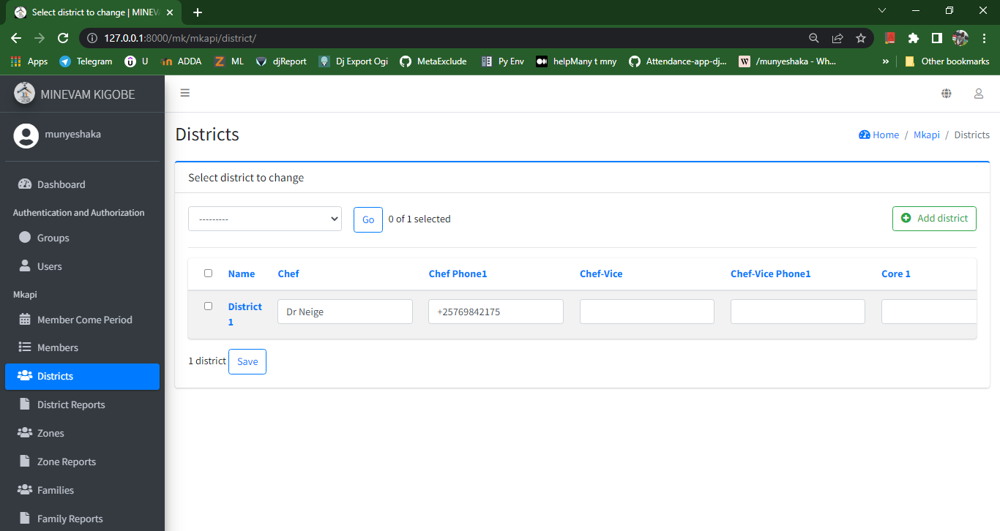 Select district to change | MINEV
127.0.0.1:8000/mk/mkapi/district/
Apps Telegram U ADDA ML djReport Dj Export Ogi MetaExclude Py Env helpMany t mny Attendance-app-dj... /munyeshaka - Wh... » Other bookmarks
MINEVAM KIGOBE
munyeshaka
Dashboard
Authentication and Authorization
Groups
Users
Mkapi
Member Come Period
Members
Districts
District Reports
Zones
Zone Reports
Families
Family Reports
Districts
Home / Mkapi / Districts
Select district to change
--------- Go 0 of 1 selected Add district
Name Chef Chef Phone1 Chef-Vice Chef-Vice Phone1 Core 1
District 
1
Dr Neige +25769842175
1 district Save